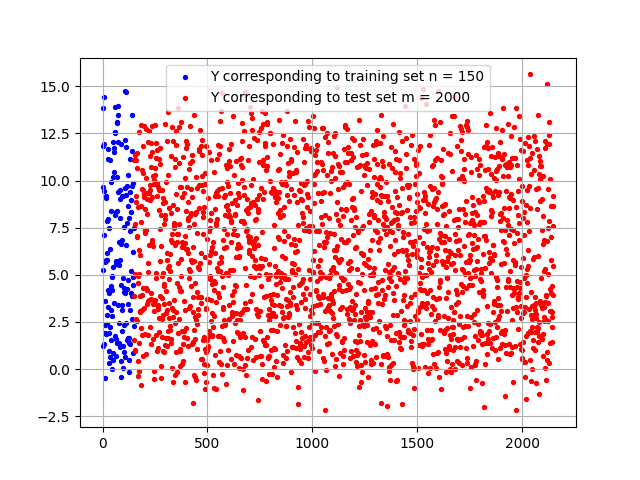 Y corresponding to training set n = 150
Y corresponding to test set m = 2000
15.0
12.5
10.0
7.5
5.0
2.5
0.0
−2.5
0 500 1000 1500 2000